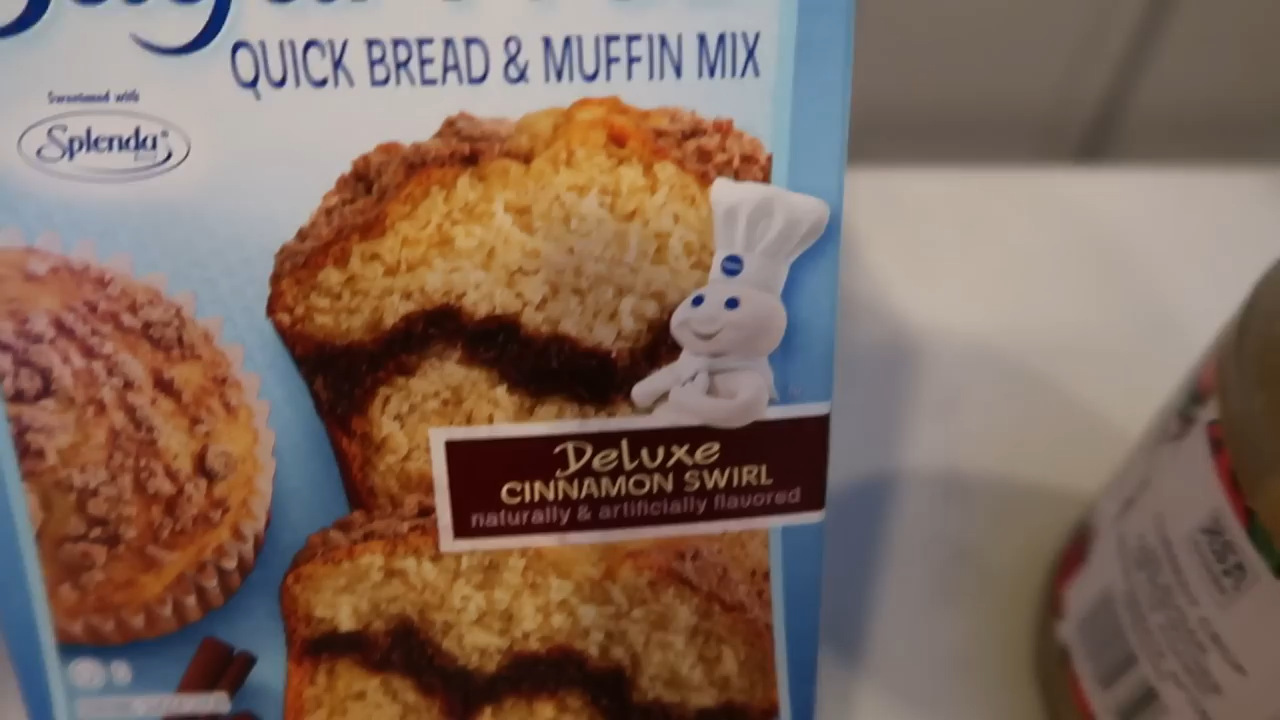 QUICK BREAD & MUFFIN MIX
Sweetened with
Splenda
Deluxe
CINNAMON SWIRL
naturally & artificially flavored